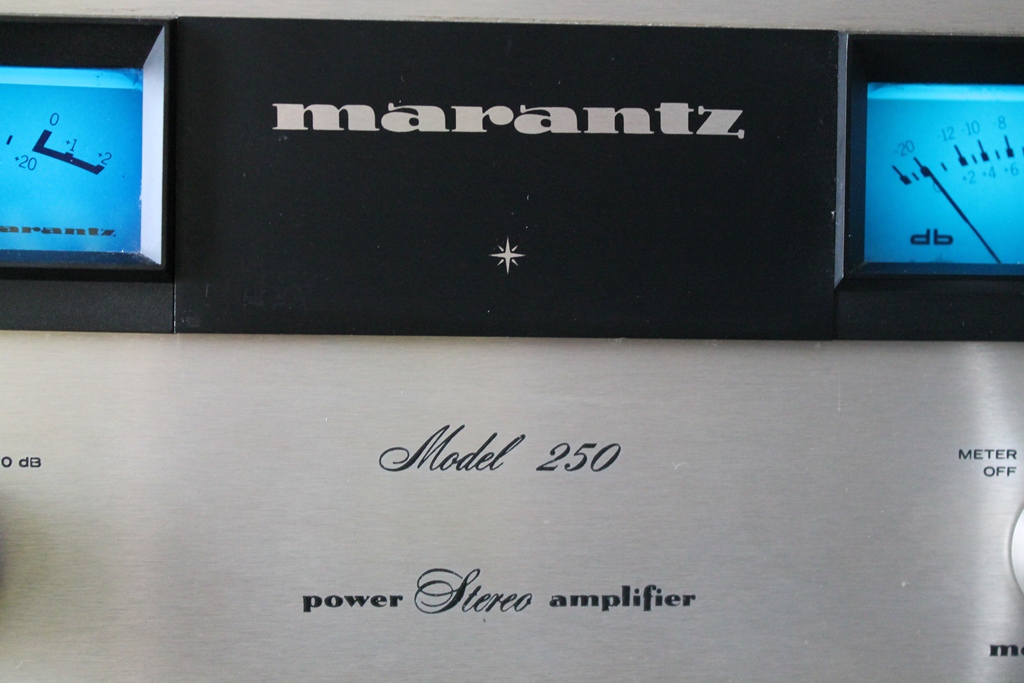 marantz
0
+1
+2
+20
arantz
-20 -12 -10 8
0 +2 +4 +6
db
Model 250
0 dB
METER
OFF
power Stereo amplifier